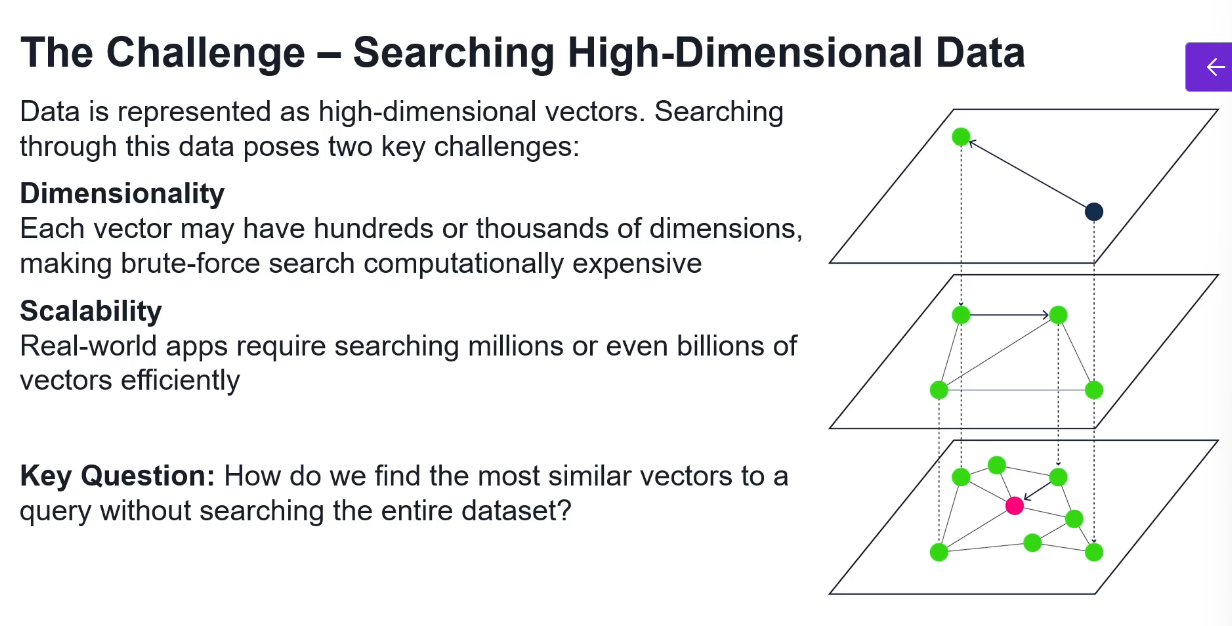 The Challenge – Searching High-Dimensional Data
Data is represented as high-dimensional vectors. Searching
through this data poses two key challenges:
Dimensionality
Each vector may have hundreds or thousands of dimensions,
making brute-force search computationally expensive
Scalability
Real-world apps require searching millions or even billions of
vectors efficiently
Key Question: How do we find the most similar vectors to a
query without searching the entire dataset?